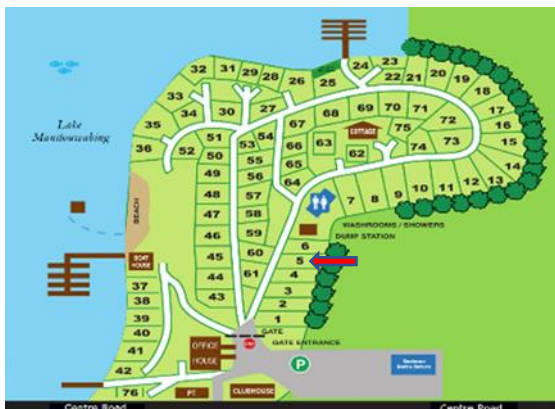 32 31 29 28 26 25 24 23
22 21 20 19 18 17 16 15 14
33 34 30 27
35 51 53 54 67 68 69 70 71 72
36 52 50 55 66 63 COTTAGE 75
Lake
Manitouwabing
49 56 65 62 74 73
48 57 64 7 8 9 10 11 12 13
47 58
BEACH
46 59 WASHROOMS / SHOWERS
DUMP STATION
6
BOAT
HOUSE
45 60 5
44 61 4
37 43 3
38 2
39 1
40 GATE
41 OFFICE STOP GATE ENTRANCE
HOUSE
42 P
76 PT CLUBHOUSE
Centre Road Centre Road